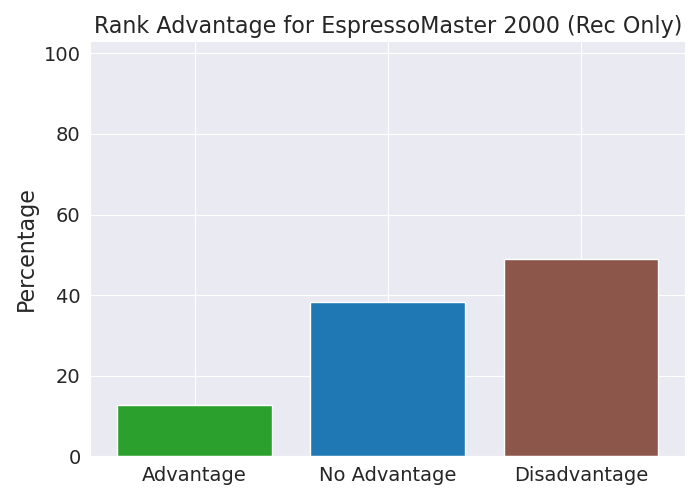 Rank Advantage for EspressoMaster 2000 (Rec Only)
100
80
60
40
20
0
Percentage
Advantage
No Advantage
Disadvantage